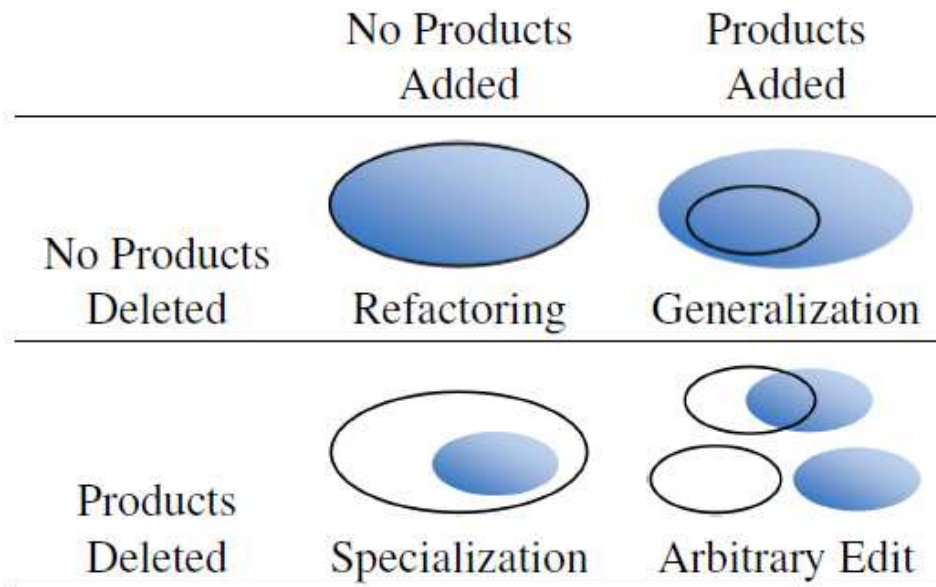 No Products Products
Added Added
No Products
Deleted
Refactoring Generalization
Products
Deleted
Specialization Arbitrary Edit